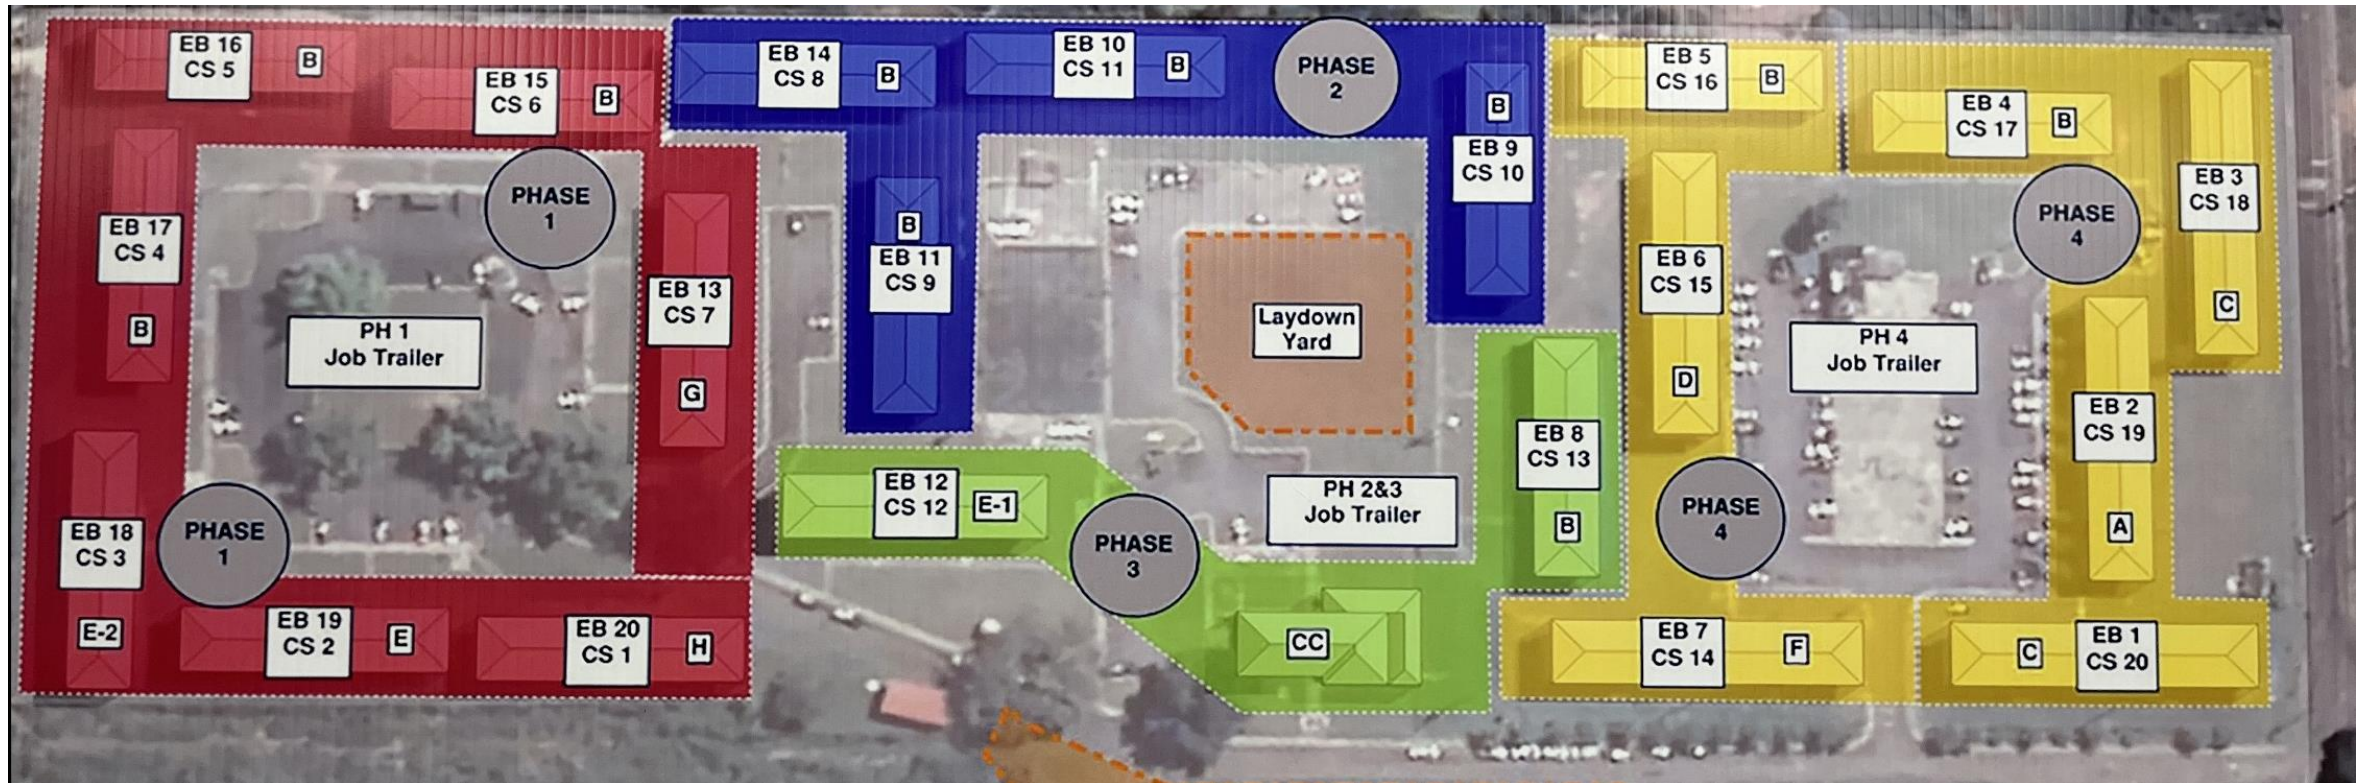 EB 16
CS 5
B
EB 15
CS 6
B
EB 14
CS 8
B
EB 10
CS 11
B
PHASE
2
B
EB 9
CS 10
EB 5
CS 16
B
EB 4
CS 17
B
EB 3
CS 18
C
EB 17
CS 4
B
PHASE
1
EB 13
CS 7
G
PH 1
Job Trailer
B
EB 11
CS 9
Laydown
Yard
EB 6
CS 15
D
PHASE
4
PH 4
Job Trailer
EB 2
CS 19
A
EB 18
CS 3
E-2
PHASE
1
EB 19
CS 2
E
EB 20
CS 1
H
EB 12
CS 12
E-1
PHASE
3
PH 2&3
Job Trailer
EB 8
CS 13
B
CC
PHASE
4
EB 7
CS 14
F
C
EB 1
CS 20